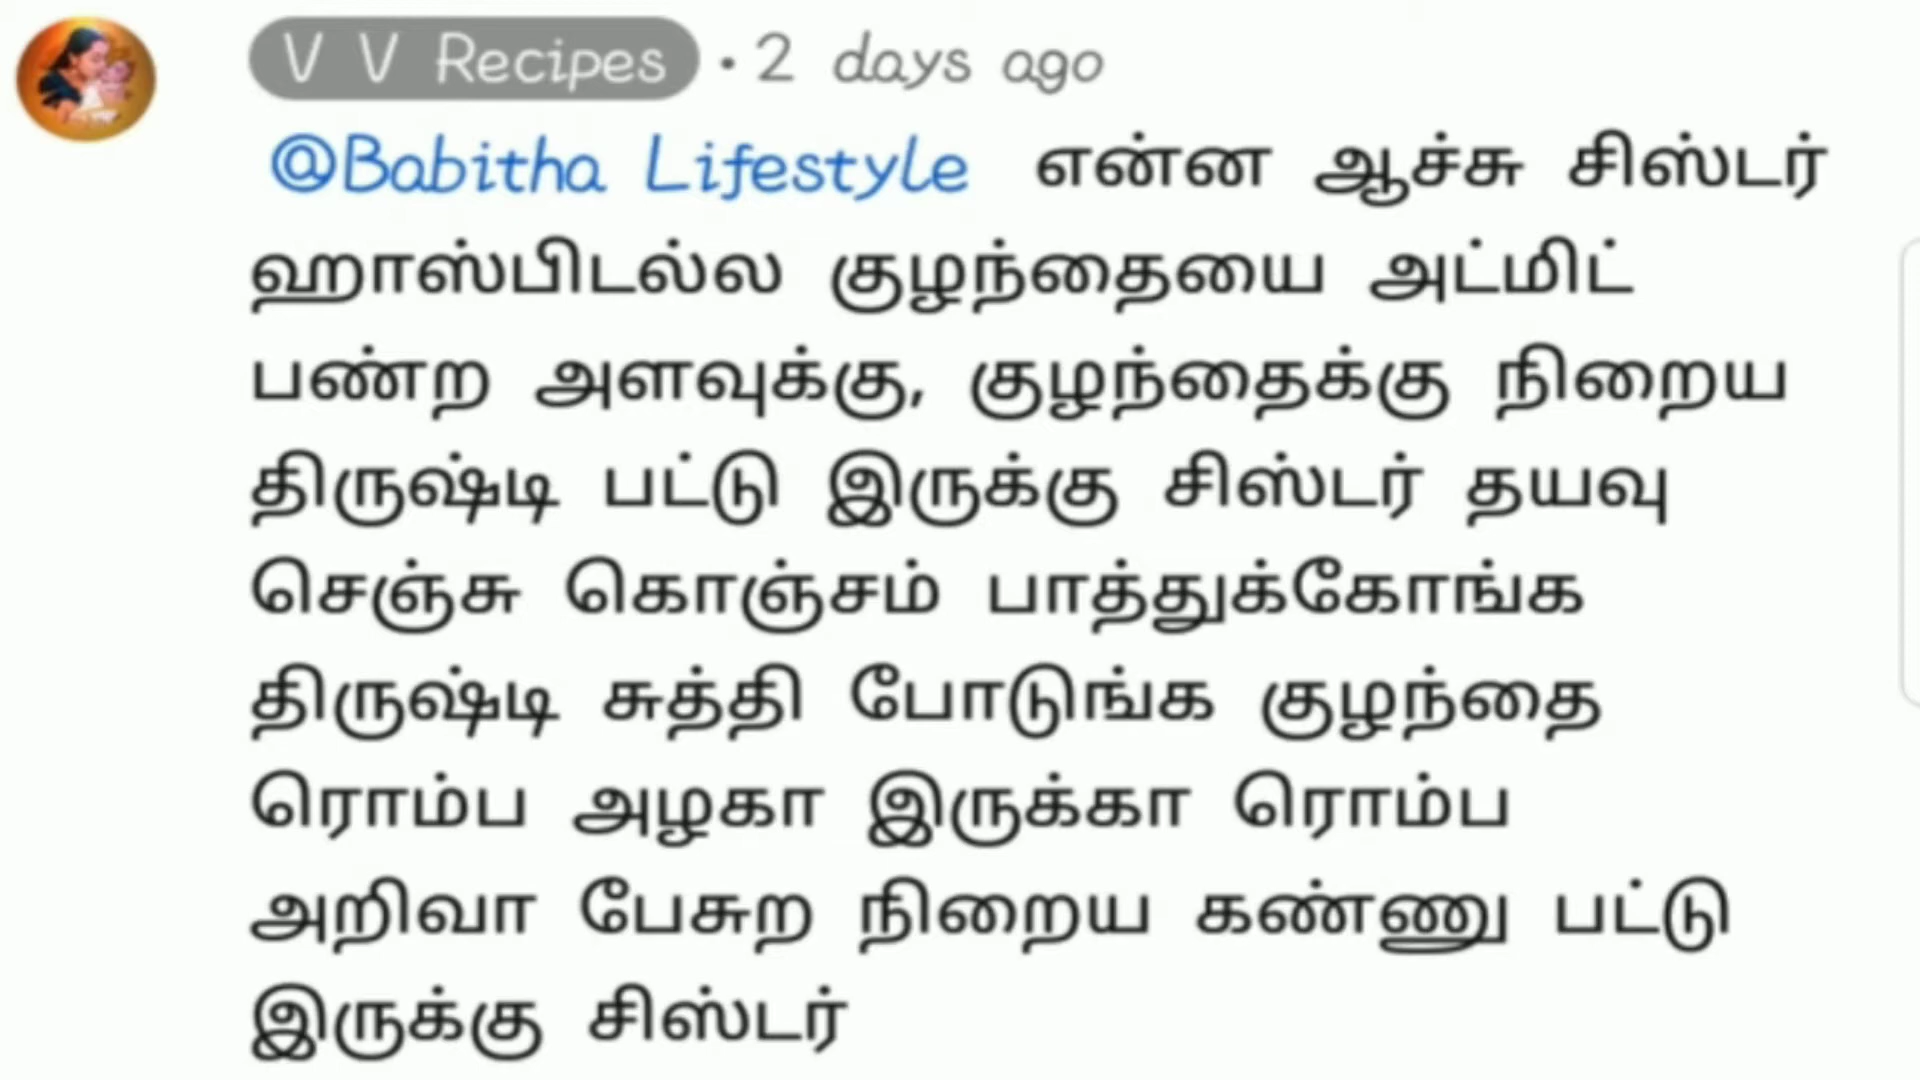 V V Recipes • 2 days ago
@Babitha Lifestyle என்ன ஆச்சு சிஸ்டர்
ஹாஸ்பிடல்ல குழந்தையை அட்மிட்
பண்ற அளவுக்கு, குழந்தைக்கு நிறைய
திருஷ்டி பட்டு இருக்கு சிஸ்டர் தயவு
செஞ்சு கொஞ்சம் பாத்துக்கோங்க
திருஷ்டி சுத்தி போடுங்க குழந்தை
ரொம்ப அழகா இருக்கா ரொம்ப
அறிவா பேசுற நிறைய கண்ணு பட்டு
இருக்கு சிஸ்டர்